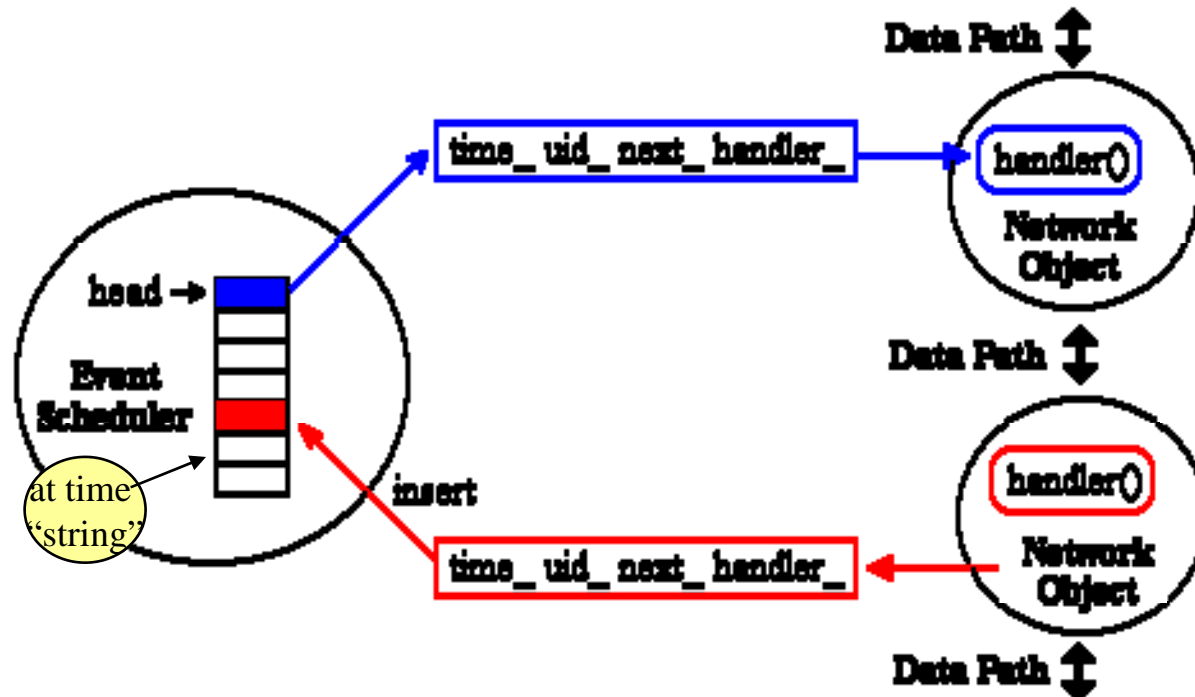 Data Path
time_ uid_ next_ handler_
handler()
Network
Object
head
Data Path
Event
Scheduler
handler()
at time
“string”
insert
time_ uid_ next_ handler_
Network
Object
Data Path